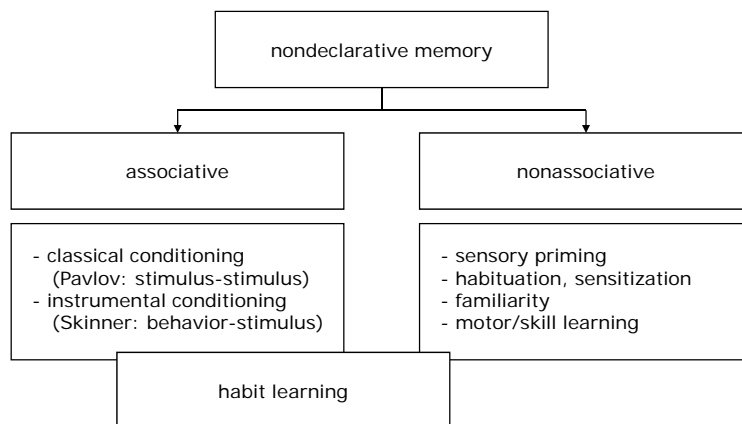 nondeclarative memory
associative
nonassociative
- classical conditioning
(Pavlov: stimulus-stimulus)
- instrumental conditioning
(Skinner: behavior-stimulus)
- sensory priming
- habituation, sensitization
- familiarity
- motor/skill learning
habit learning